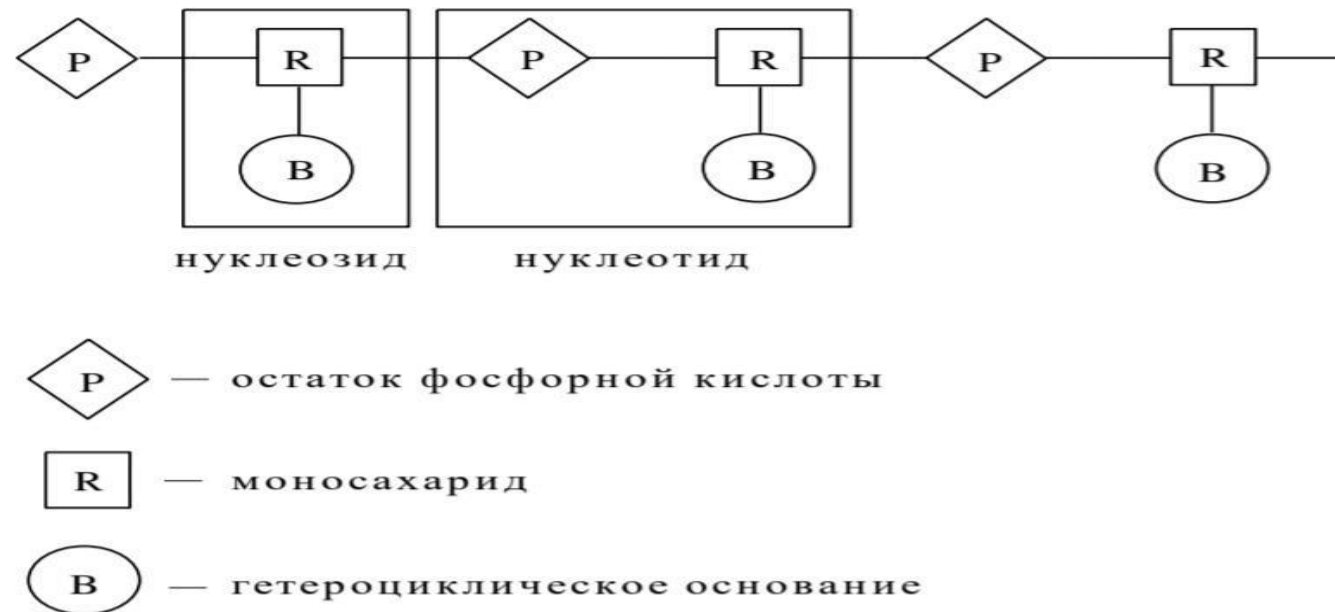 P R P R P R
B B B
нуклеозид нуклеотид
P — остаток фосфорной кислоты
R — моносахарид
B — гетероциклическое основание